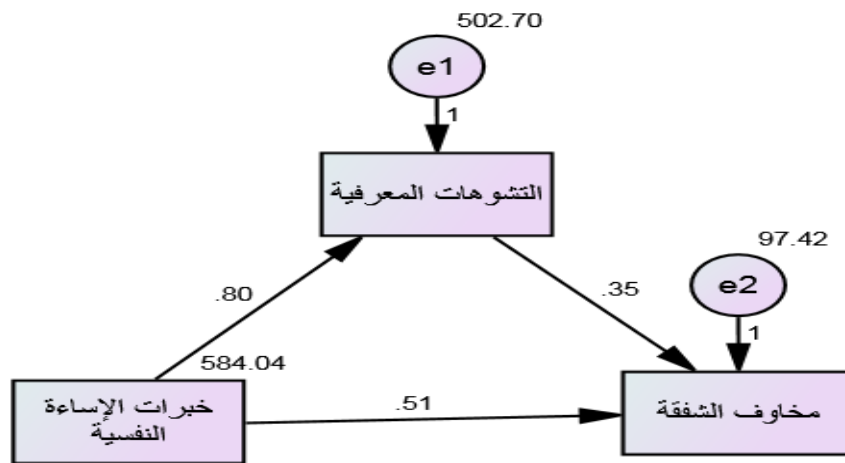 502.70
e1
1
التشوهات المعرفية
97.42
e2
.80
.35
1
584.04
خبرات الإساءة
النفسية
.51
مخاوف الشفقة